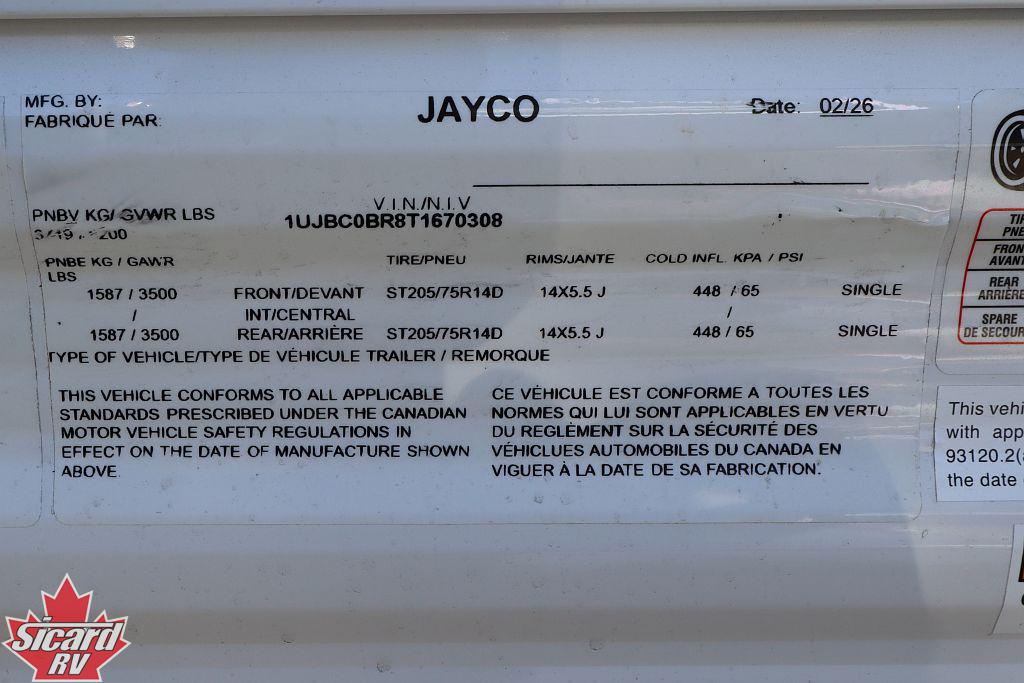 MFG. BY:
FABRIQUÉ PAR:
JAYCO
Date: 02/26
V.I.N./N.I.V
PNBV KG/ GVWR LBS
1UJBC0BR8T1670308
PNBE KG / GAWR
LBS
TIRE/PNEU RIMS/JANTE COLD INFL. KPA / PSI
1587 / 3500 FRONT/DEVANT ST205/75R14D 14X5.5 J 448 / 65 SINGLE
/ INT/CENTRAL /
1587 / 3500 REAR/ARRIÈRE ST205/75R14D 14X5.5 J 448 / 65 SINGLE
TYPE OF VEHICLE/TYPE DE VÉHICULE TRAILER / REMORQUE
THIS VEHICLE CONFORMS TO ALL APPLICABLE
STANDARDS PRESCRIBED UNDER THE CANADIAN
MOTOR VEHICLE SAFETY REGULATIONS IN
EFFECT ON THE DATE OF MANUFACTURE SHOWN
ABOVE.
CE VÉHICULE EST CONFORME A TOUTES LES
NORMES QUI LUI SONT APPLICABLES EN VERTU
DU REGLEMENT SUR LA SÉCURITÉ DES
VÉHICLUES AUTOMOBILES DU CANADA EN
VIGUER À LA DATE DE SA FABRICATION.
FRON
AVANT
REAR
ARRIÈRE
SPARE
DE SECOUR
This vehi
with app
93120.2(a
the date
Sicard
RV